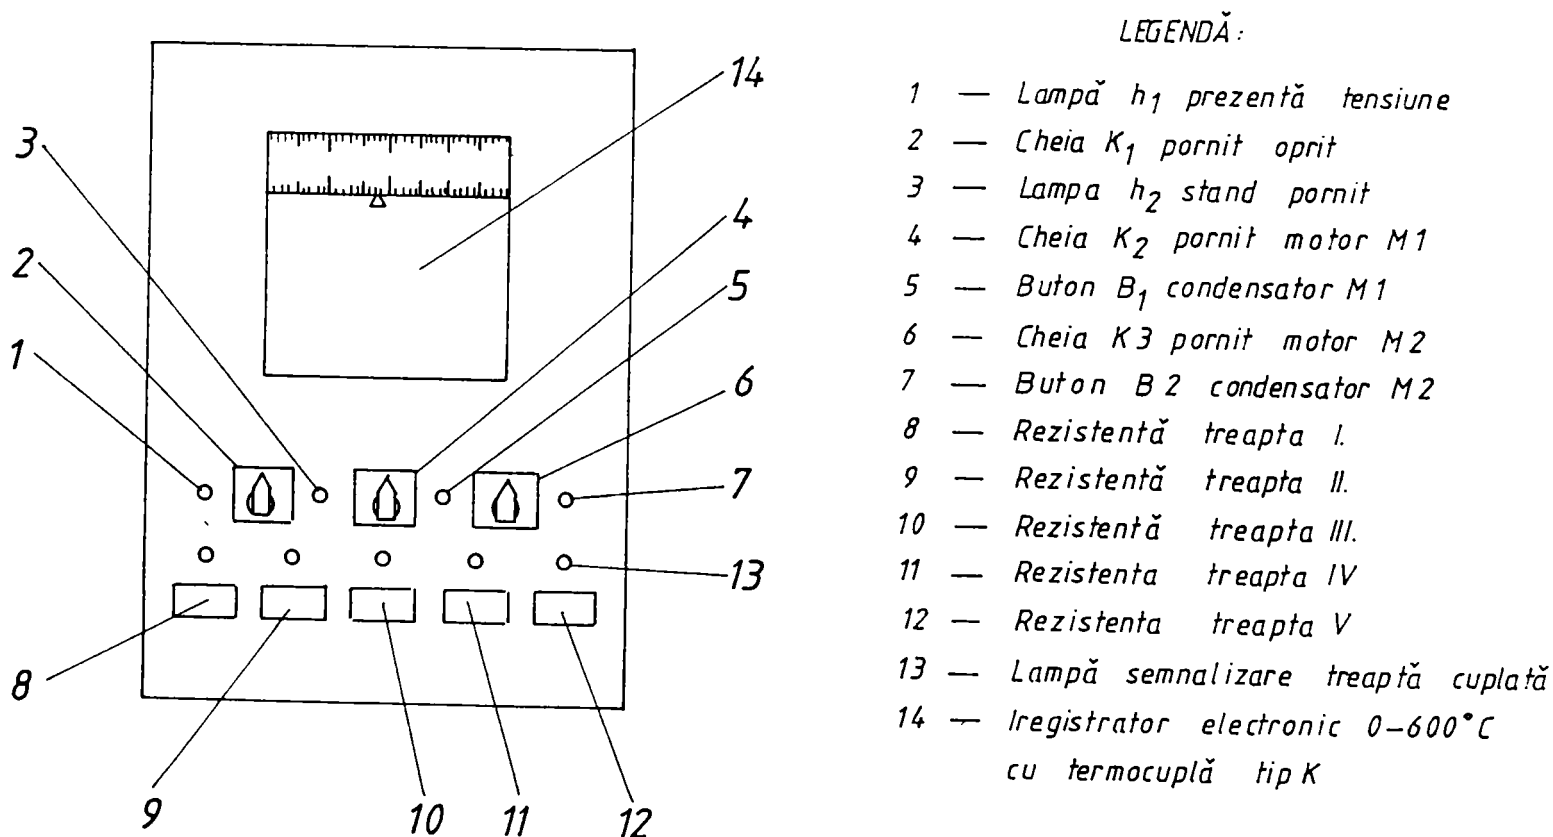 LEGENDĂ:
1 — Lampă h1 prezentă tensiune
2 — Cheia K1 pornit oprit
3 — Lampa h2 stand pornit
4 — Cheia K2 pornit motor M1
5 — Buton B1 condensator M1
6 — Cheia K3 pornit motor M2
7 — Buton B2 condensator M2
8 — Rezistentă treapta I.
9 — Rezistentă treapta II.
10 — Rezistentă treapta III.
11 — Rezistenta treapta IV
12 — Rezistenta treapta V
13 — Lampă semnalizare treaptă cuplată
14 — Iregistrator electronic 0–600°C
cu termocuplă tip K
14
3
4
2
5
1
6
7
13
8
9
10
11
12